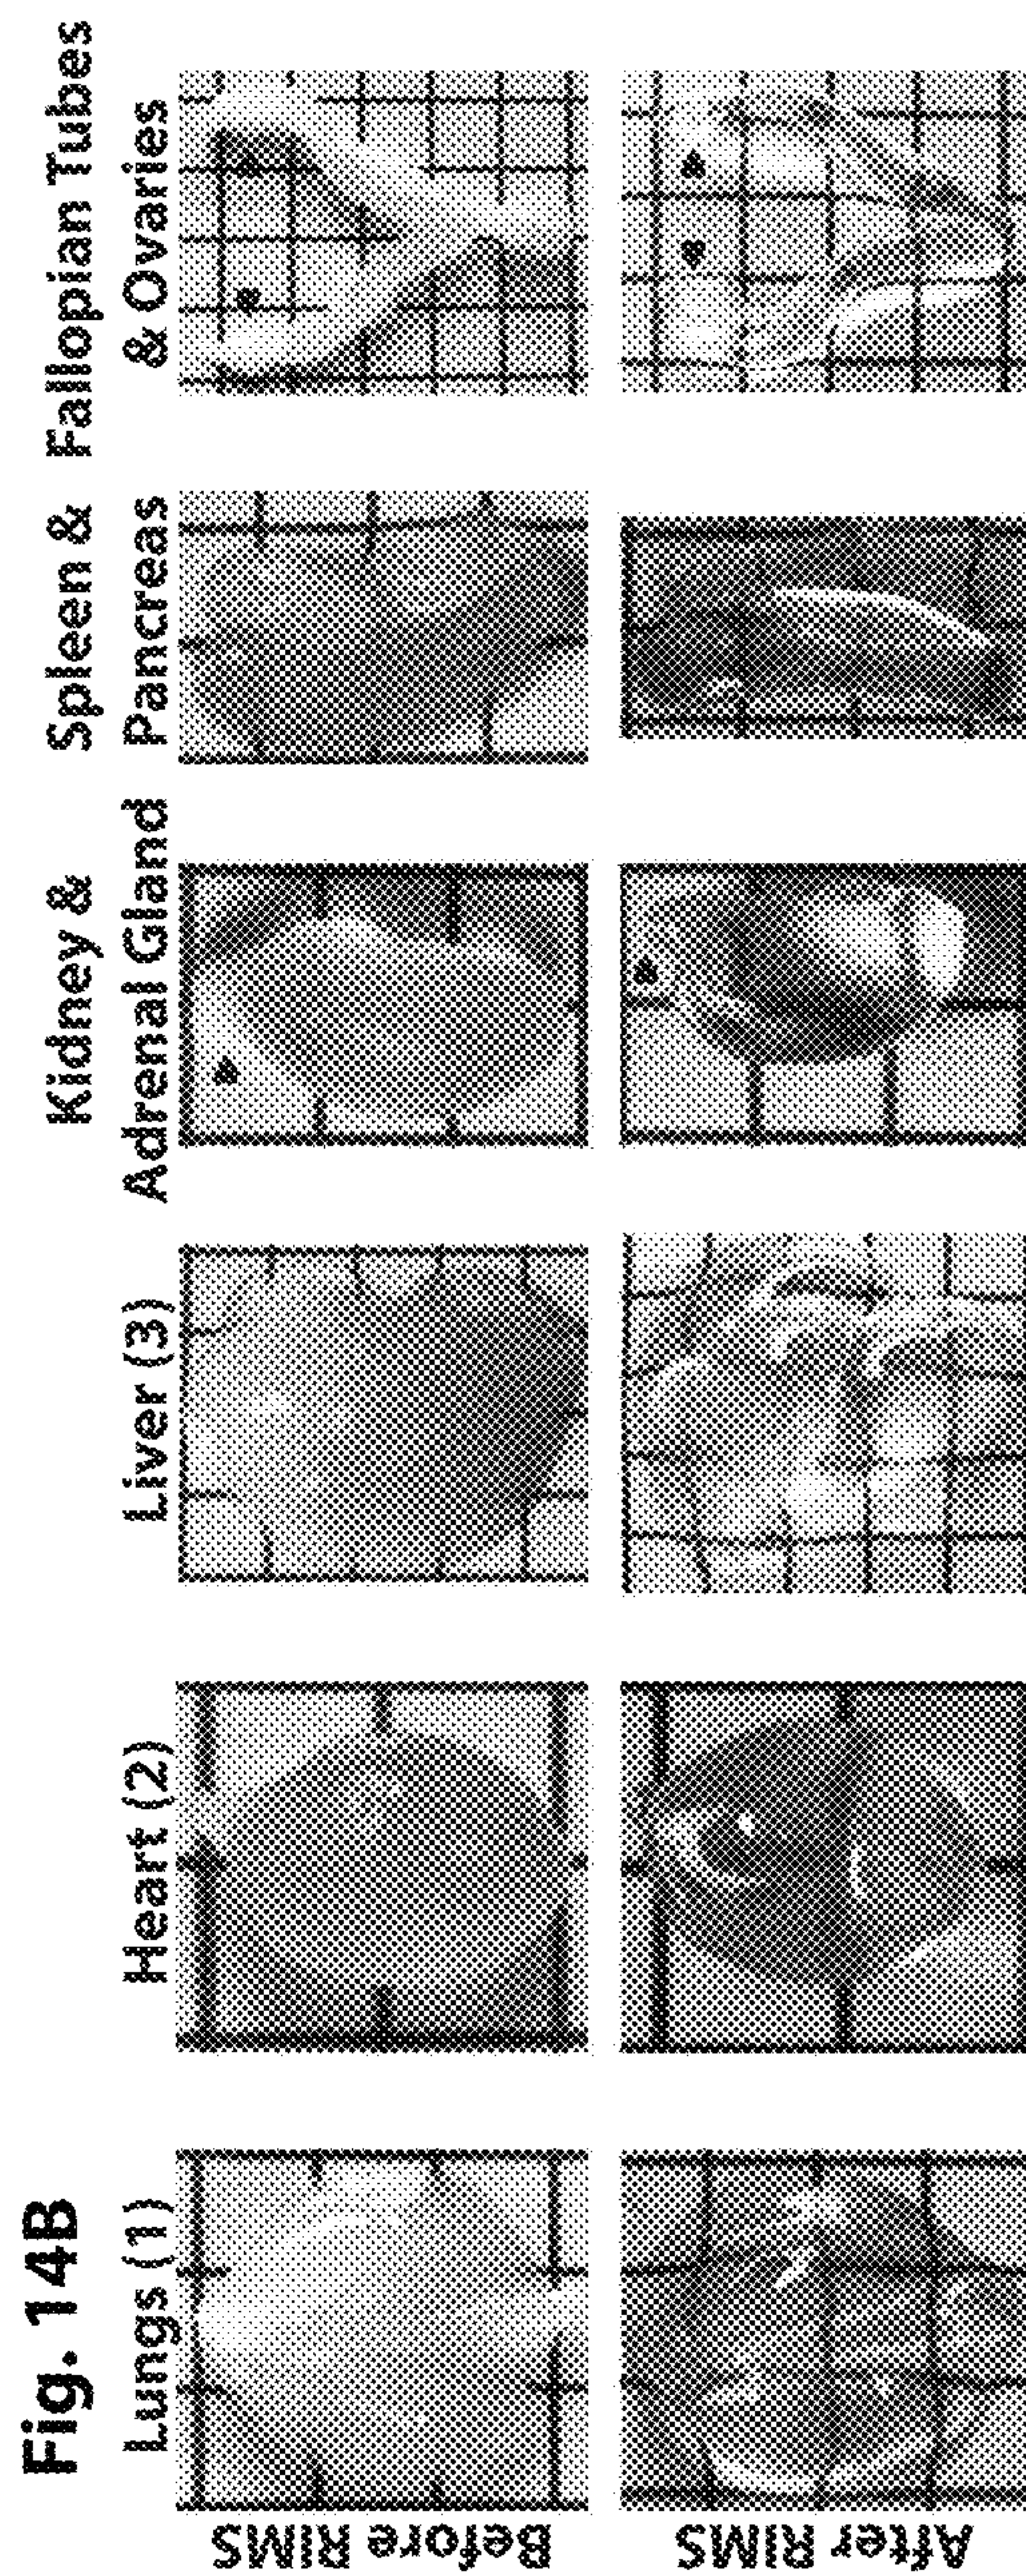 Fig. 14B
Lungs (1)
Heart (2)
Liver (3)
Kidney &
Adrenal Gland
Spleen &
Pancreas
Fallopian Tubes
& Ovaries
Before RIMS
After RIMS